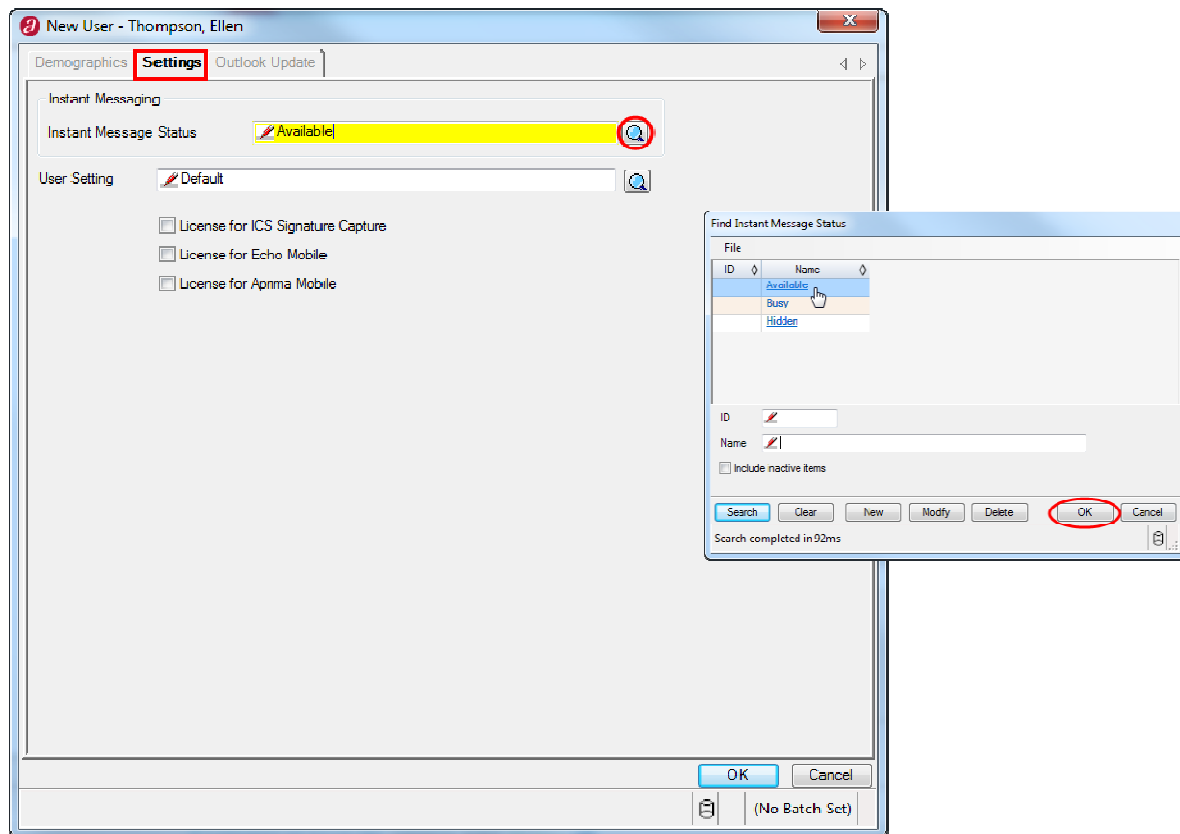 New User - Thompson, Ellen
Demographics Settings Outlook Update
Instant Messaging
Instant Message Status Available
User Setting Default
License for ICS Signature Capture
License for Echo Mobile
License for Aprima Mobile
Find Instant Message Status
File
ID Name
Available
Busy
Hidden
ID
Name
Include inactive items
Search Clear New Modify Delete OK Cancel
Search completed in 92ms
OK Cancel
(No Batch Set)